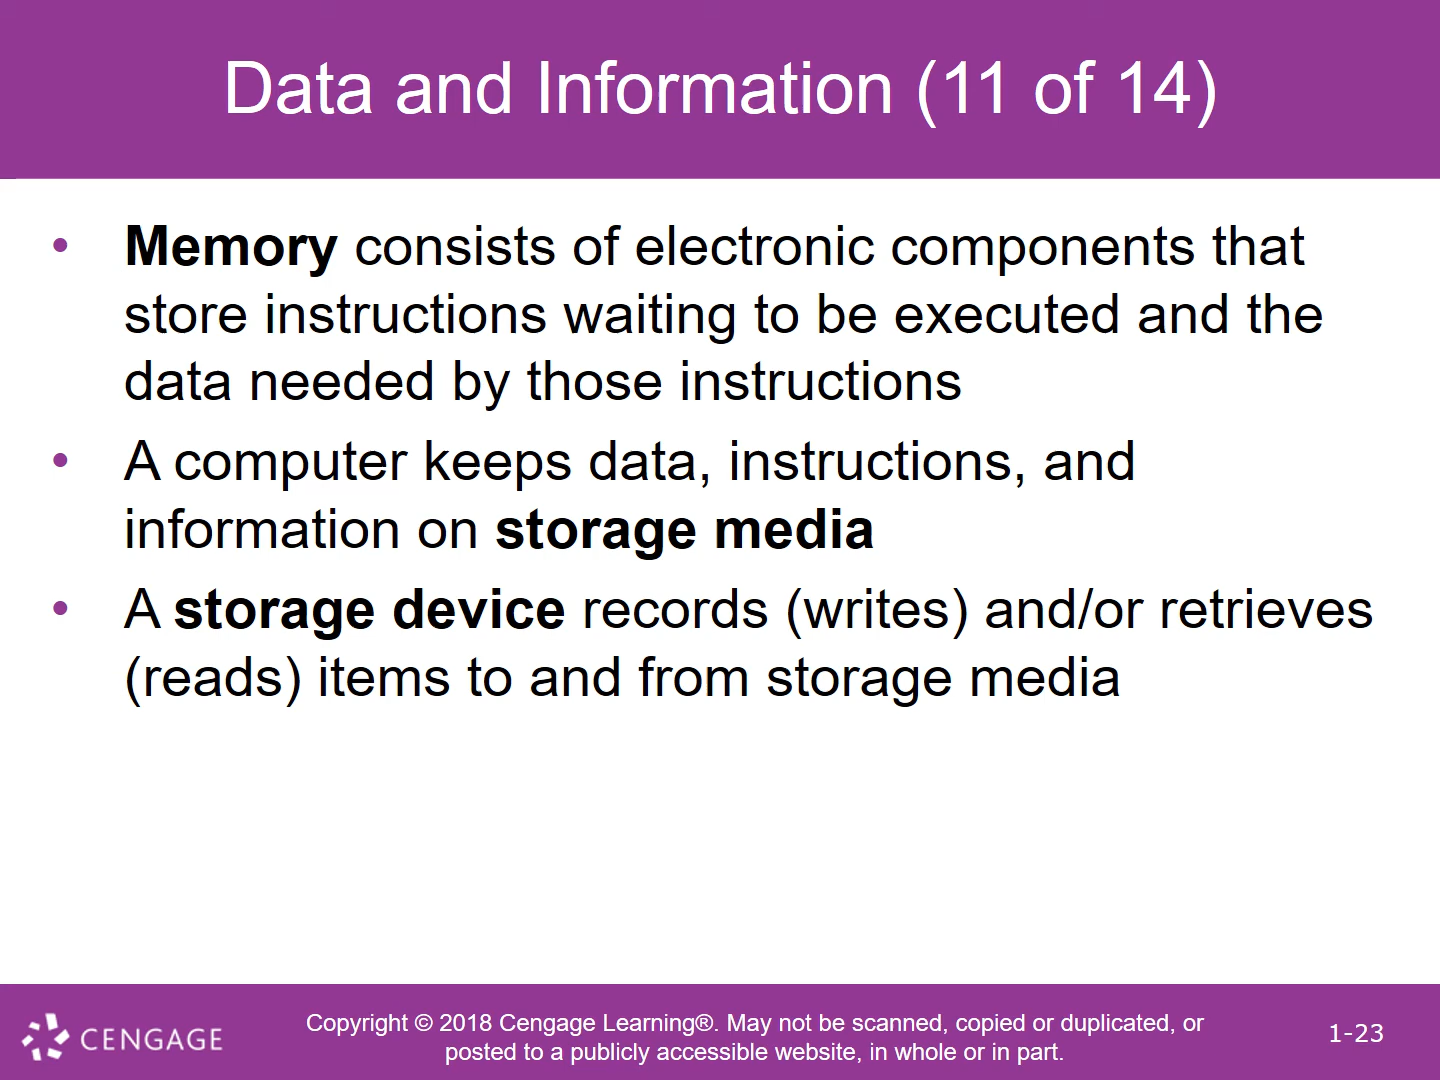 Data and Information (11 of 14)
• Memory consists of electronic components that
store instructions waiting to be executed and the
data needed by those instructions
• A computer keeps data, instructions, and
information on storage media
• A storage device records (writes) and/or retrieves
(reads) items to and from storage media
CENGAGE
Copyright © 2018 Cengage Learning®. May not be scanned, copied or duplicated, or
posted to a publicly accessible website, in whole or in part.
1-23